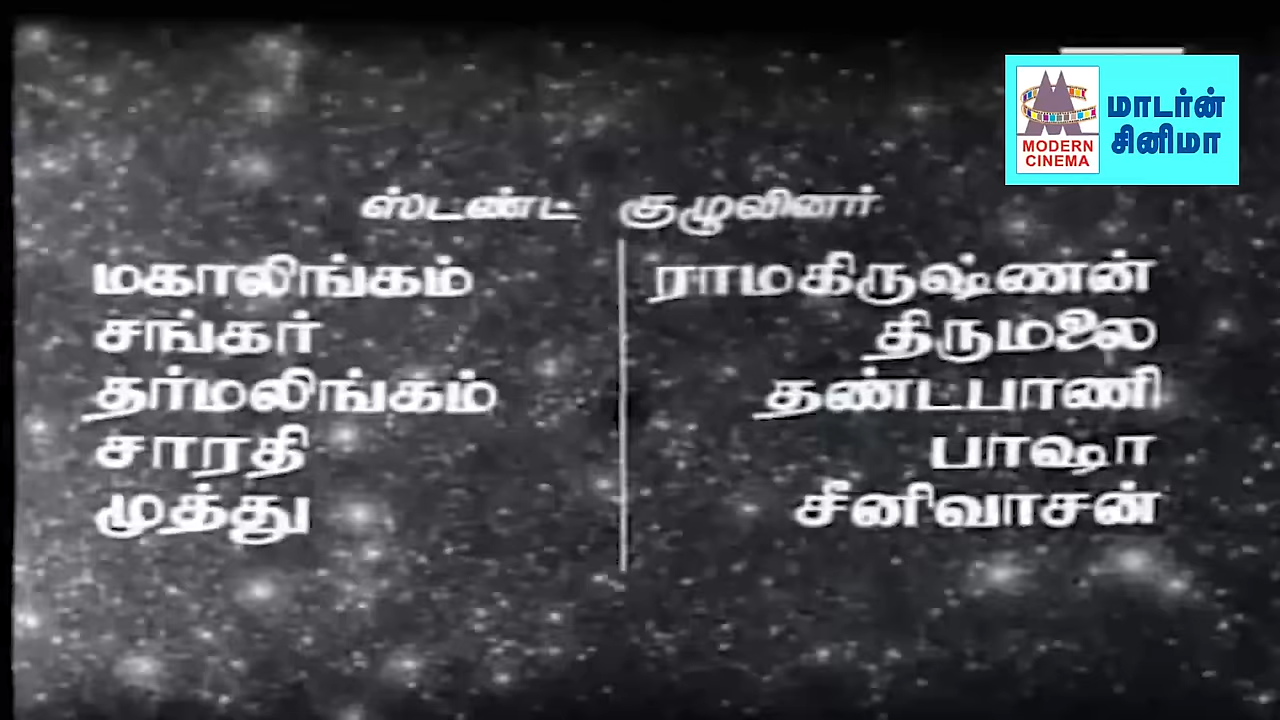 மாடர்ன்
சினிமா
MODERN
CINEMA
ஸ்டண்ட் குழுவினர்
மகாலிங்கம்
சங்கர்
தர்மலிங்கம்
சாரதி
முத்து
ராமகிருஷ்ணன்
திருமலை
தண்டபாணி
பாஷா
சீனிவாசன்